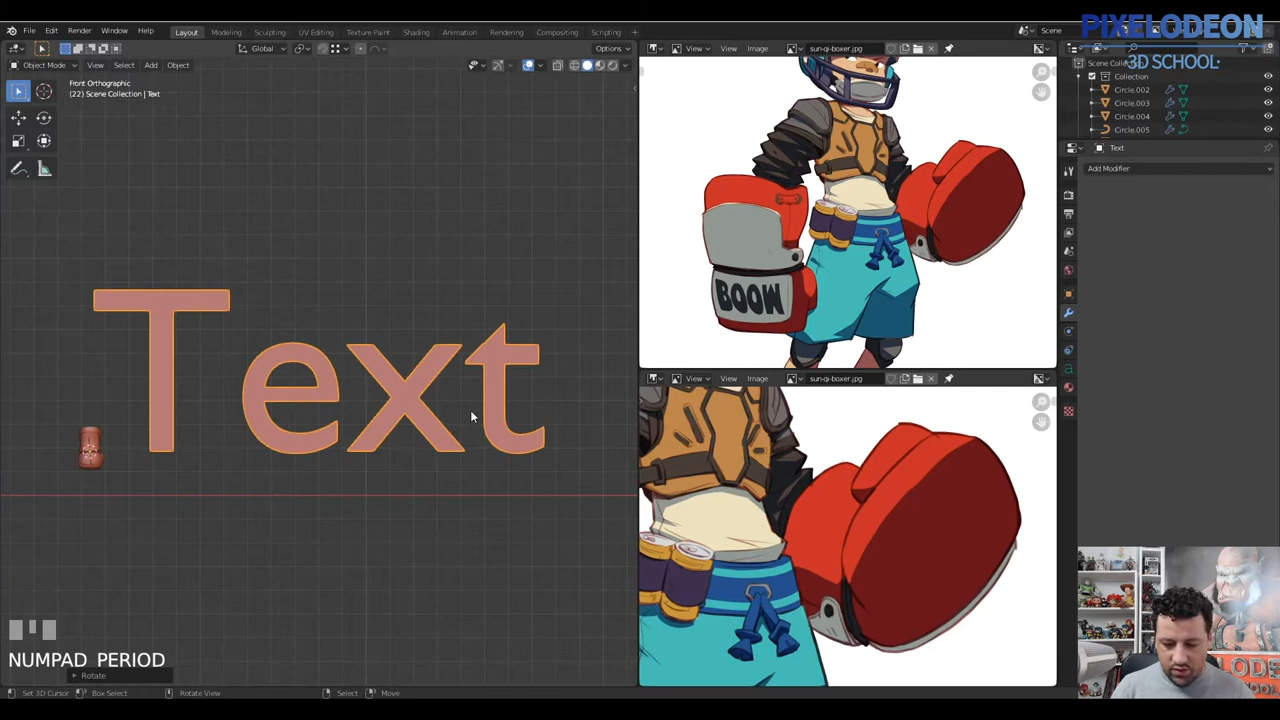 File Edit Render Window Help Layout Modeling Sculpting UV Editing Texture Paint Shading Animation Rendering Compositing Scripting + Scene
PIXELODEON
3D SCHOOL
Global Options View Image sun-qi-boxer.jpg
Object Mode View Select Add Object
Scene Collection
Collection
Circle.002
Circle.003
Circle.004
Circle.005
Front Orthographic
(22) Scene Collection | Text
Text
Add Modifier
Text
BOOM
View View Image sun-qi-boxer.jpg
NUMPAD PERIOD
Rotate
Set 3D Cursor Box Select Rotate View Select Move